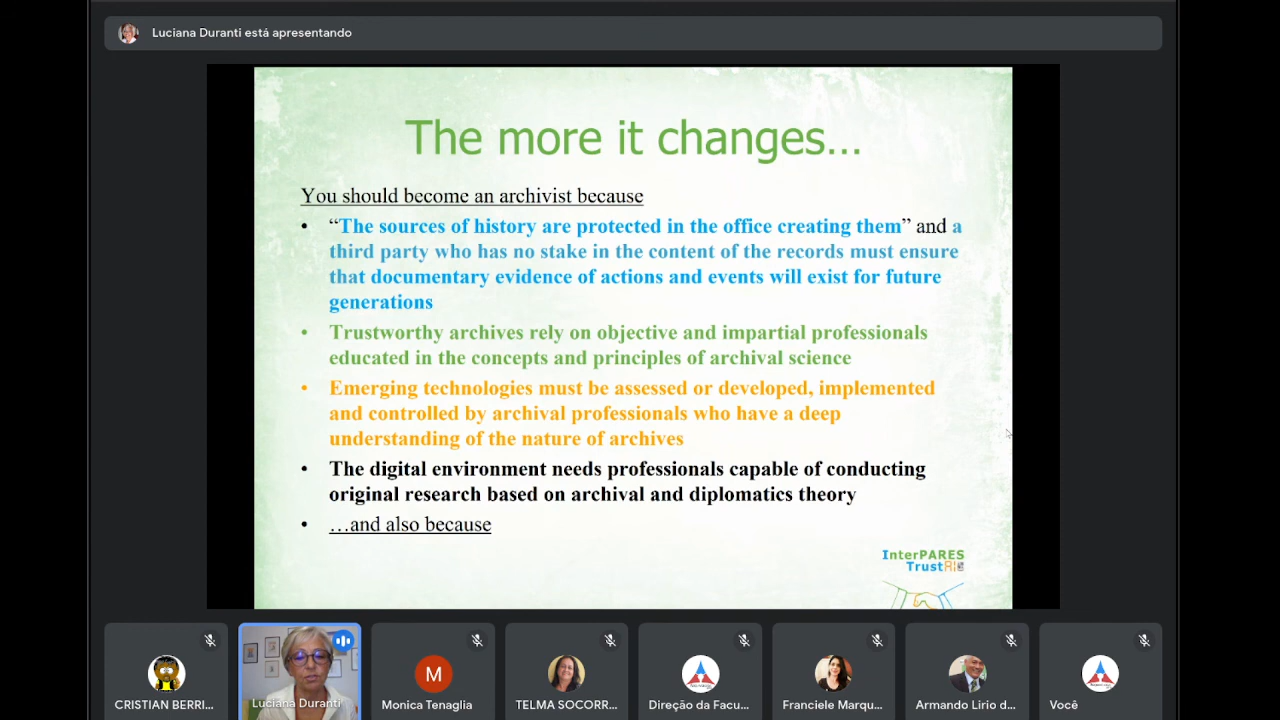 Luciana Duranti está apresentando
The more it changes...
You should become an archivist because
• “The sources of history are protected in the office creating them” and a
third party who has no stake in the content of the records must ensure
that documentary evidence of actions and events will exist for future
generations
• Trustworthy archives rely on objective and impartial professionals
educated in the concepts and principles of archival science
• Emerging technologies must be assessed or developed, implemented
and controlled by archival professionals who have a deep
understanding of the nature of archives
• The digital environment needs professionals capable of conducting
original research based on archival and diplomatics theory
• …and also because
InterPARES
Trust
M
CRISTIAN BERRI...
Luciana Duranti
Monica Tenaglia
TELMA SOCORR...
Direção da Facu...
Franciele Marqu...
Armando Lirio d...
Você